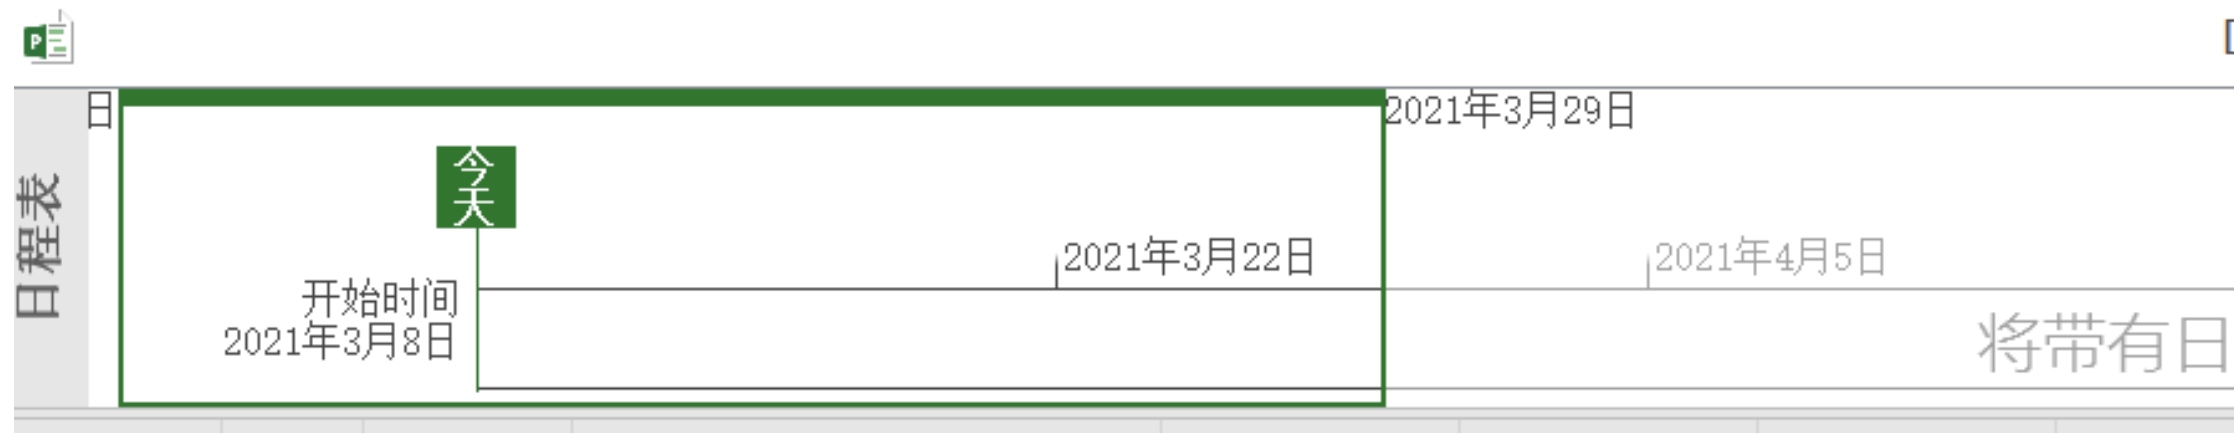 P
日
2021年3月29日
今
天
2021年3月22日
2021年4月5日
开始时间
2021年3月8日
将带有日
日程表